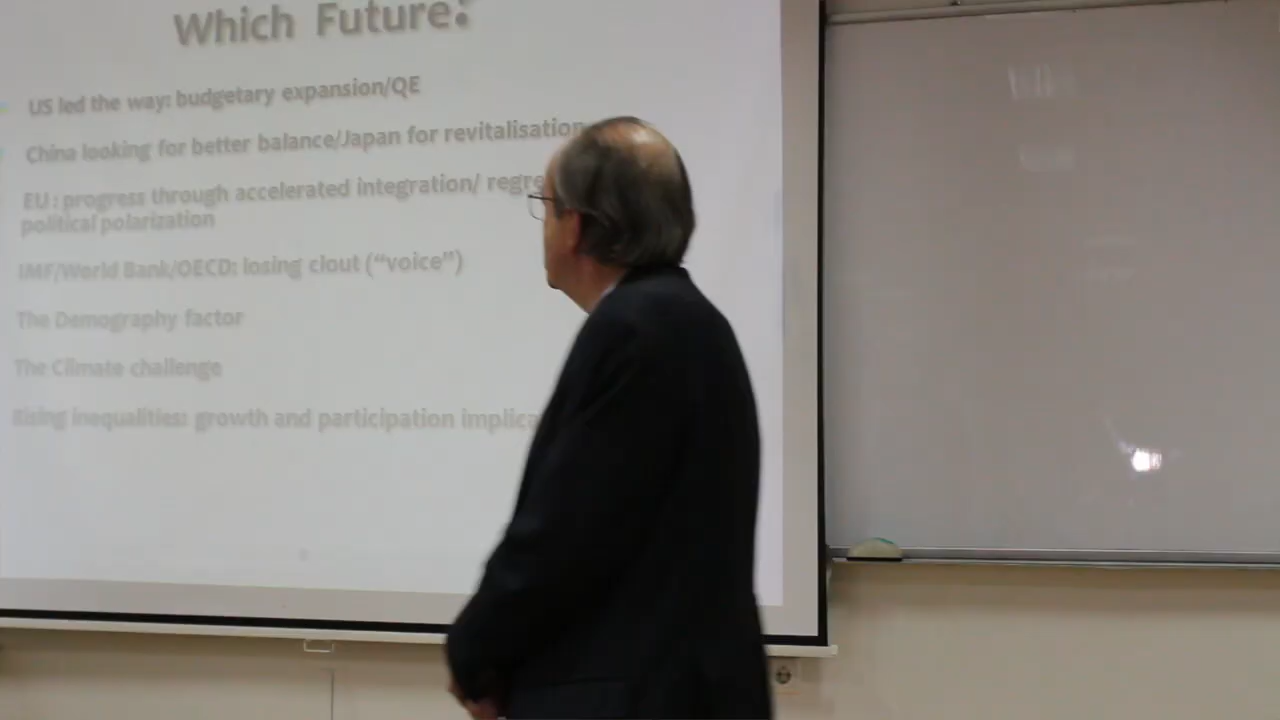 Which Future?
US led the way: budgetary expansion/QE
China looking for better balance/Japan for revitalisation
EU : progress through accelerated integration/ regre
political polarization
IMF/World Bank/OECD: losing clout (“voice”)
The Demography factor
The Climate challenge
Rising inequalities: growth and participation implica